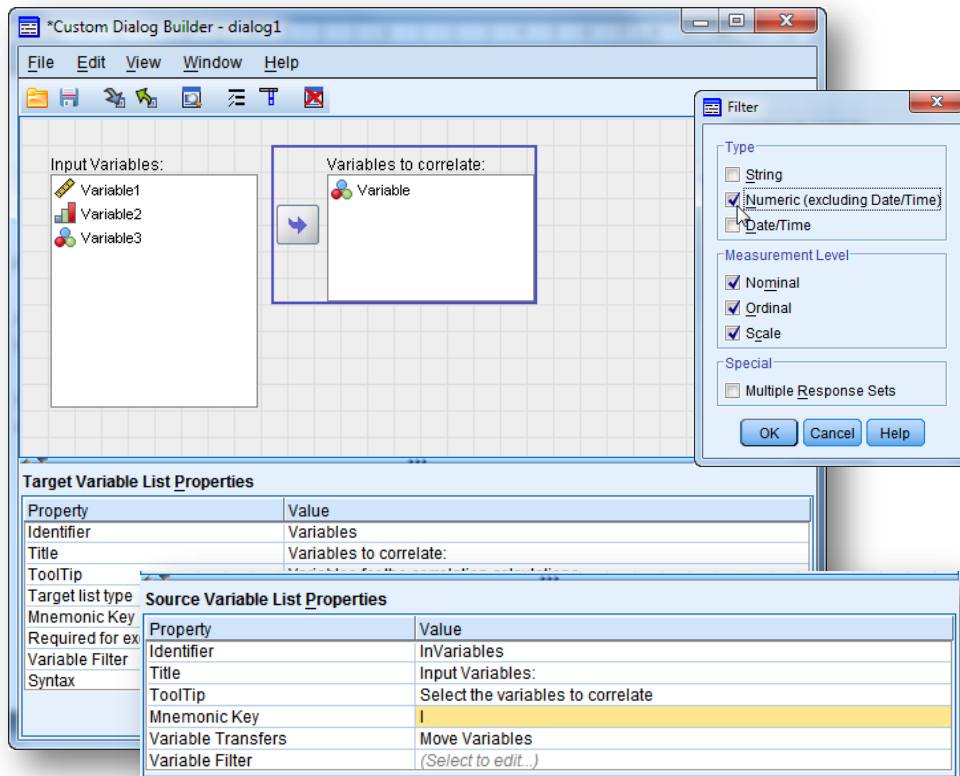 *Custom Dialog Builder - dialog1
File Edit View Window Help
Input Variables:
Variable1
Variable2
Variable3
Variables to correlate:
Variable
Filter
Type
String
Numeric (excluding Date/Time)
Date/Time
Measurement Level
Nominal
Ordinal
Scale
Special
Multiple Response Sets
OK Cancel Help
Target Variable List Properties
Property Value
Identifier Variables
Title Variables to correlate:
ToolTip
Target list type
Mnemonic Key
Required for ex
Variable Filter
Syntax
Source Variable List Properties
Property Value
Identifier InVariables
Title Input Variables:
ToolTip Select the variables to correlate
Mnemonic Key I
Variable Transfers Move Variables
Variable Filter (Select to edit...)